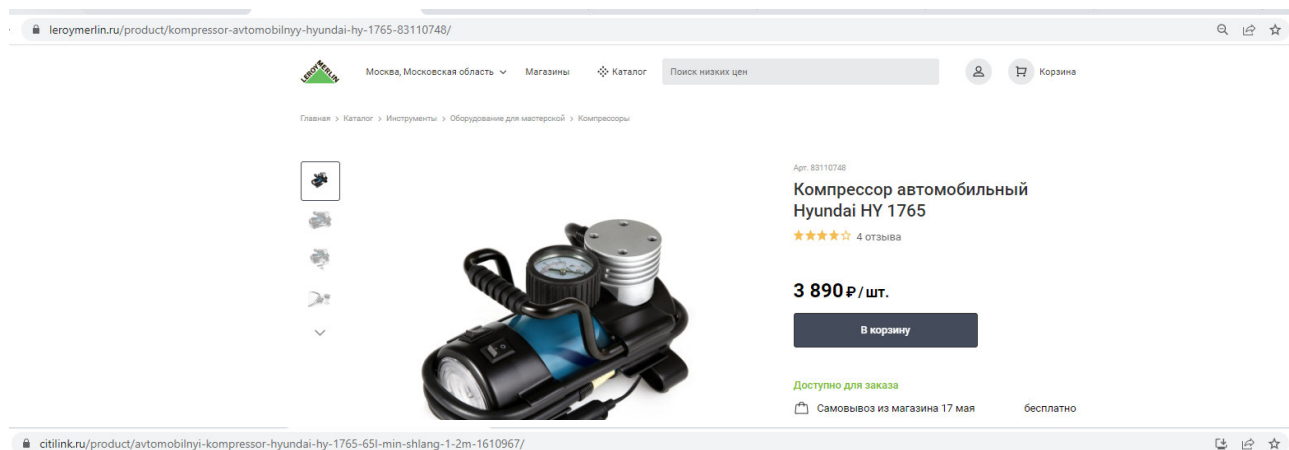 leroymerlin.ru/product/kompressor-avtomobilnyy-hyundai-hy-1765-83110748/
LEROY MERLIN
Москва, Московская область
Магазины
Каталог
Поиск низких цен
Корзина
Главная > Каталог > Инструменты > Оборудование для мастерской > Компрессоры
Арт. 83110748
Компрессор автомобильный
Hyundai HY 1765
4 отзыва
3 890 ₽/шт.
В корзину
Доступно для заказа
Самовывоз из магазина 17 мая бесплатно
citilink.ru/product/avtomobilnyi-kompressor-hyundai-hy-1765-65l-min-shlang-1-2m-1610967/